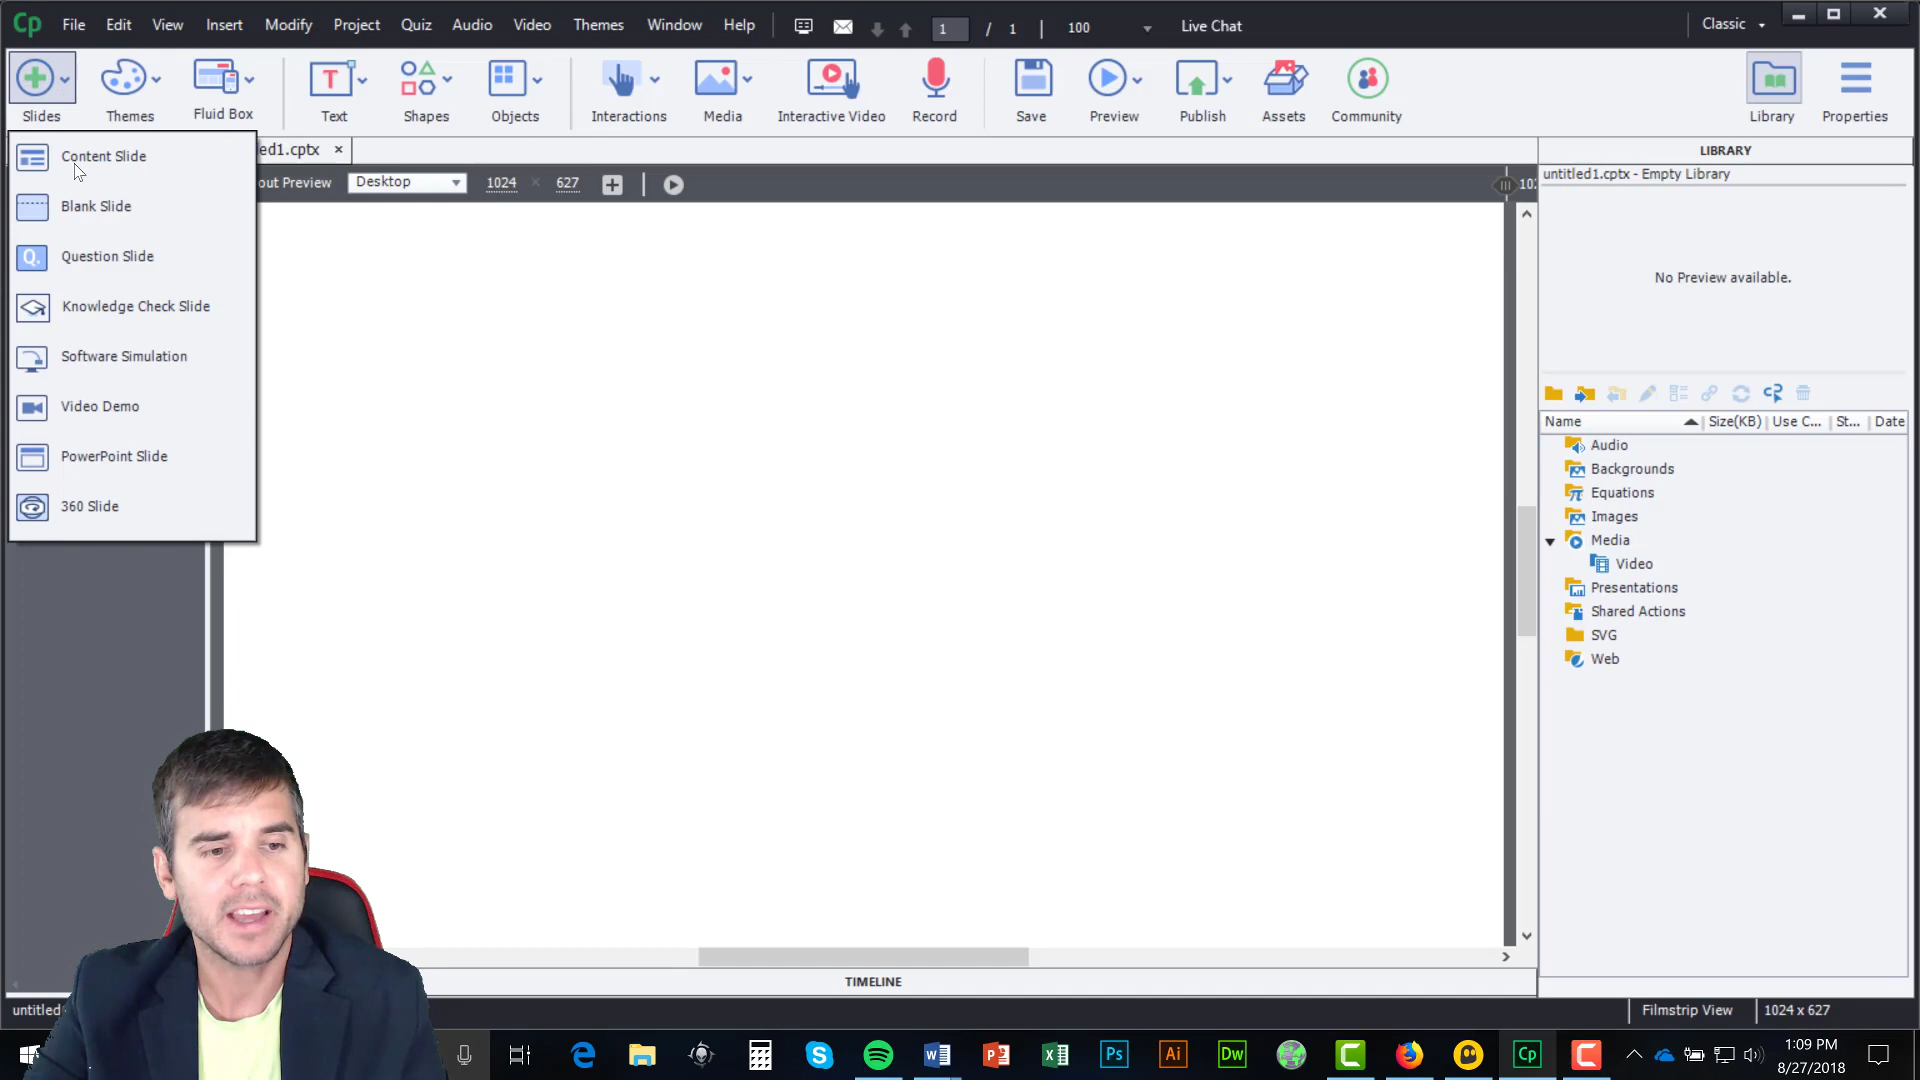 Cp File Edit View Insert Modify Project Quiz Audio Video Themes Window Help 1 / 1 100 Live Chat Classic
Slides Themes Fluid Box Text Shapes Objects Interactions Media Interactive Video Record Save Preview Publish Assets Community Library Properties
ed1.cptx ×
out Preview Desktop 1024 × 627
Content Slide
Blank Slide
Question Slide
Knowledge Check Slide
Software Simulation
Video Demo
PowerPoint Slide
360 Slide
LIBRARY
untitled1.cptx - Empty Library
No Preview available.
Name Size(KB) Use C... St... Date
Audio
Backgrounds
Equations
Images
Media
Video
Presentations
Shared Actions
SVG
Web
TIMELINE
untitled Filmstrip View 1024 x 627
Ps Ai Dw Cp
1:09 PM
8/27/2018